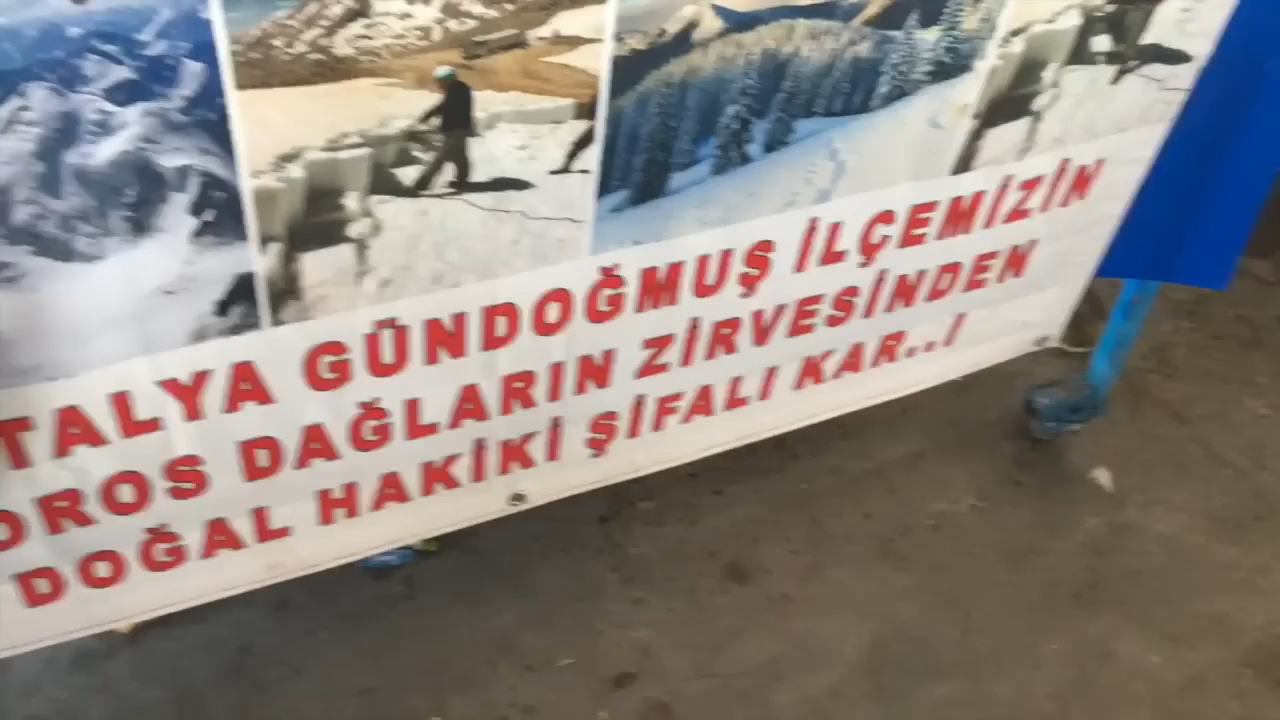 TALYA GÜNDOĞMUŞ İLÇEMİZİN
OROS DAĞLARIN ZİRVESİNDEN
DOĞAL HAKİKİ ŞİFALI KAR..!